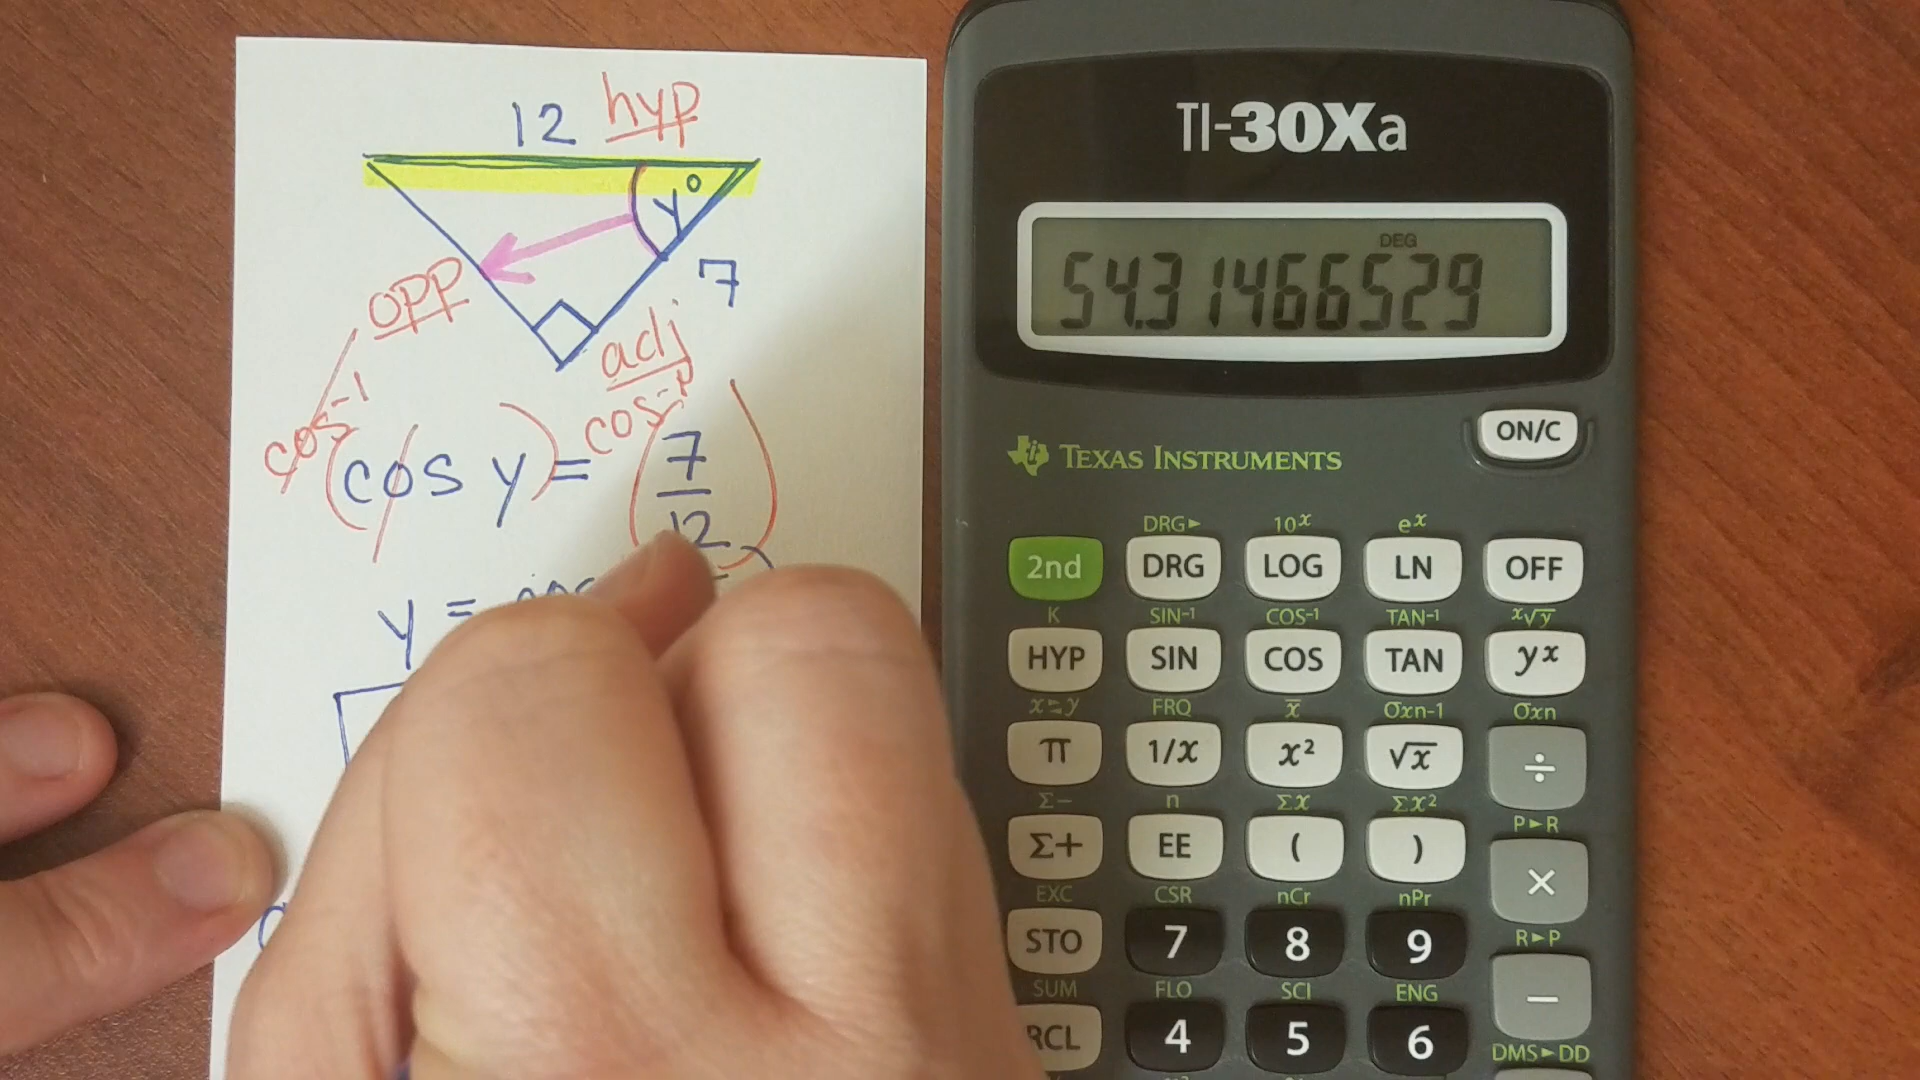 12 hyp
y°
7
opp
adj
cos⁻¹(cos y) = cos⁻¹(7/12)
y =
TI-30Xa
DEG
54.31466529
ON/C
TEXAS INSTRUMENTS
DRG► 10ˣ eˣ
2nd DRG LOG LN OFF
K SIN⁻¹ COS⁻¹ TAN⁻¹ ˣ√y
HYP SIN COS TAN yˣ
x⇆y FRQ x̄ σxn-1 σxn
π 1/x x² √x ÷
Σ− n Σx Σx²
P►R
Σ+ EE ( ) ×
EXC CSR nCr nPr
R►P
STO 7 8 9
SUM FLO SCI ENG
−
RCL 4 5 6
DMS►DD